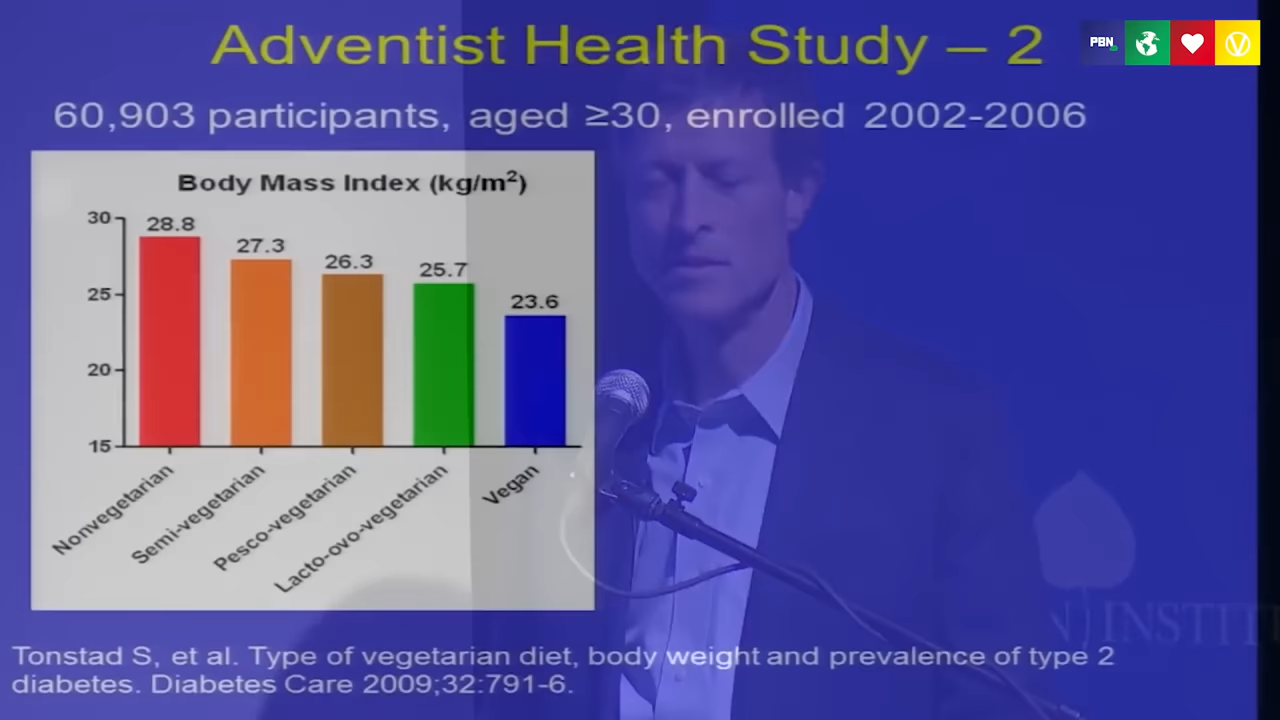 Adventist Health Study – 2
PBN
60,903 participants, aged ≥30, enrolled 2002-2006
Body Mass Index (kg/m²)
30
28.8
27.3
26.3
25.7
25
23.6
20
15
Nonvegetarian
Semi-vegetarian
Pesco-vegetarian
Lacto-ovo-vegetarian
Vegan
Tonstad S, et al. Type of vegetarian diet, body weight and prevalence of type 2
diabetes. Diabetes Care 2009;32:791-6.